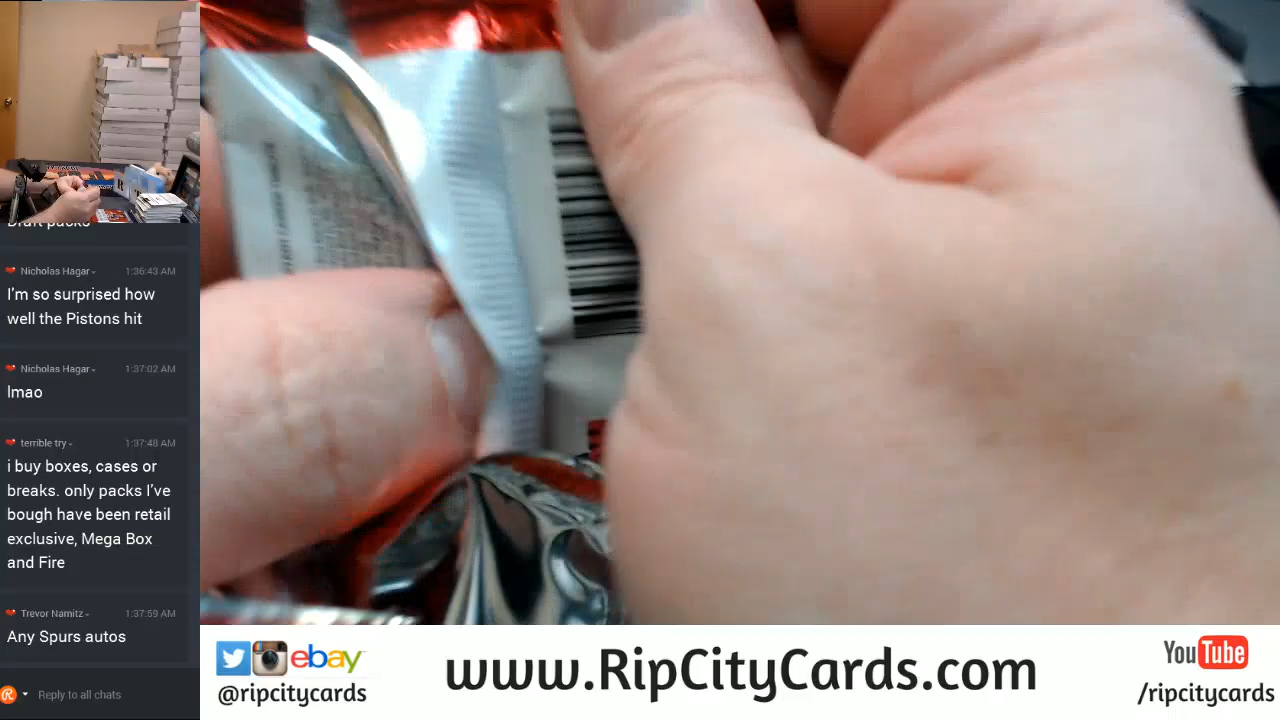 Draft packs
Nicholas Hagar 1:36:43 AM
I'm so surprised how
well the Pistons hit
Nicholas Hagar 1:37:02 AM
lmao
terrible try 1:37:48 AM
i buy boxes, cases or
breaks. only packs I've
bough have been retail
exclusive, Mega Box
and Fire
Trevor Namitz 1:37:59 AM
Any Spurs autos
Reply to all chats
ebay
@ripcitycards
www.RipCityCards.com
YouTube
/ripcitycards